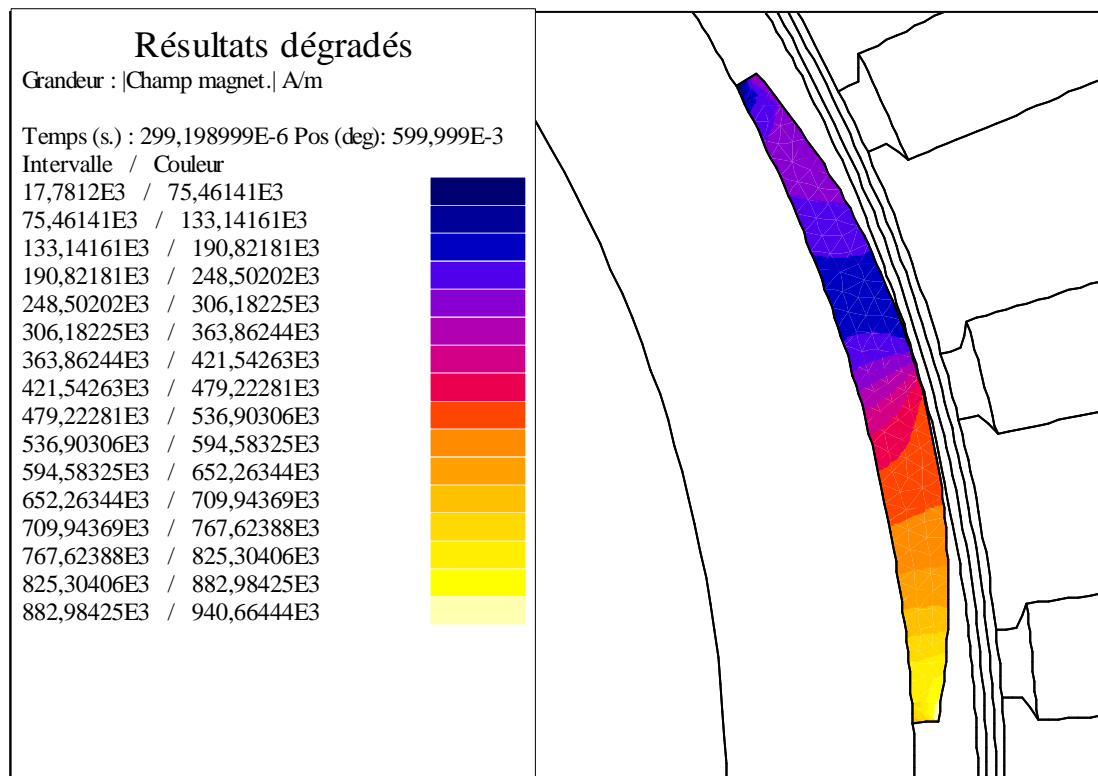 Résultats dégradés
Grandeur : |Champ magnet.| A/m
Temps (s.) : 299,198999E-6 Pos (deg): 599,999E-3
Intervalle / Couleur
17,7812E3 / 75,46141E3
75,46141E3 / 133,14161E3
133,14161E3 / 190,82181E3
190,82181E3 / 248,50202E3
248,50202E3 / 306,18225E3
306,18225E3 / 363,86244E3
363,86244E3 / 421,54263E3
421,54263E3 / 479,22281E3
479,22281E3 / 536,90306E3
536,90306E3 / 594,58325E3
594,58325E3 / 652,26344E3
652,26344E3 / 709,94369E3
709,94369E3 / 767,62388E3
767,62388E3 / 825,30406E3
825,30406E3 / 882,98425E3
882,98425E3 / 940,66444E3